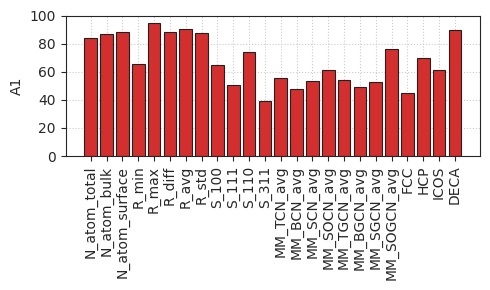 100
80
60
40
20
0
A1
N_atom_total
N_atom_bulk
N_atom_surface
R_min
R_max
R_diff
R_avg
R_std
S_100
S_111
S_110
S_311
MM_TCN_avg
MM_BCN_avg
MM_SCN_avg
MM_SOCN_avg
MM_TGCN_avg
MM_BGCN_avg
MM_SGCN_avg
MM_SOGCN_avg
FCC
HCP
ICOS
DECA